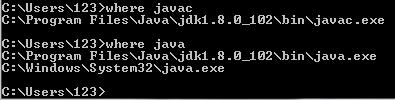 C:\Users\123>where javac
C:\Program Files\Java\jdk1.8.0_102\bin\javac.exe
C:\Users\123>where java
C:\Program Files\Java\jdk1.8.0_102\bin\java.exe
C:\Windows\System32\java.exe
C:\Users\123>